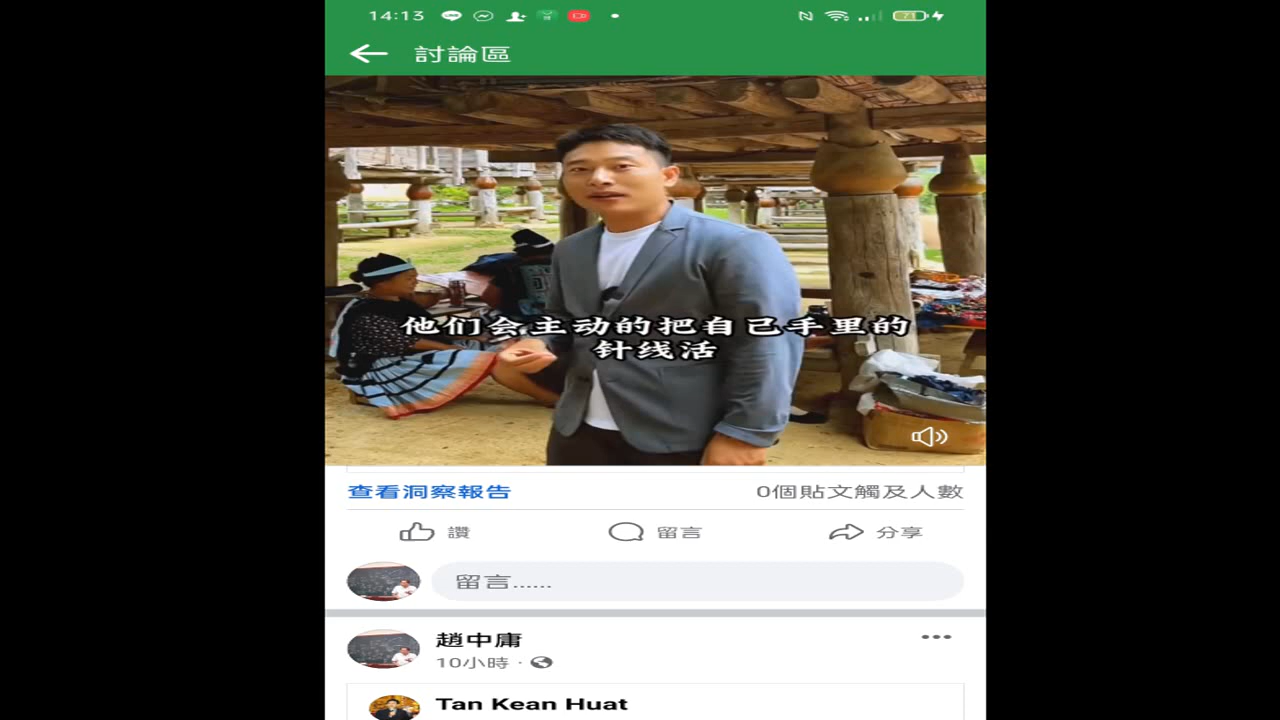 14:13
71
討論區
他们会主动的把自己手里的
针线活
查看洞察報告
0個貼文觸及人數
讚
留言
分享
留言......
趙中庸
10小時 ·
Tan Kean Huat